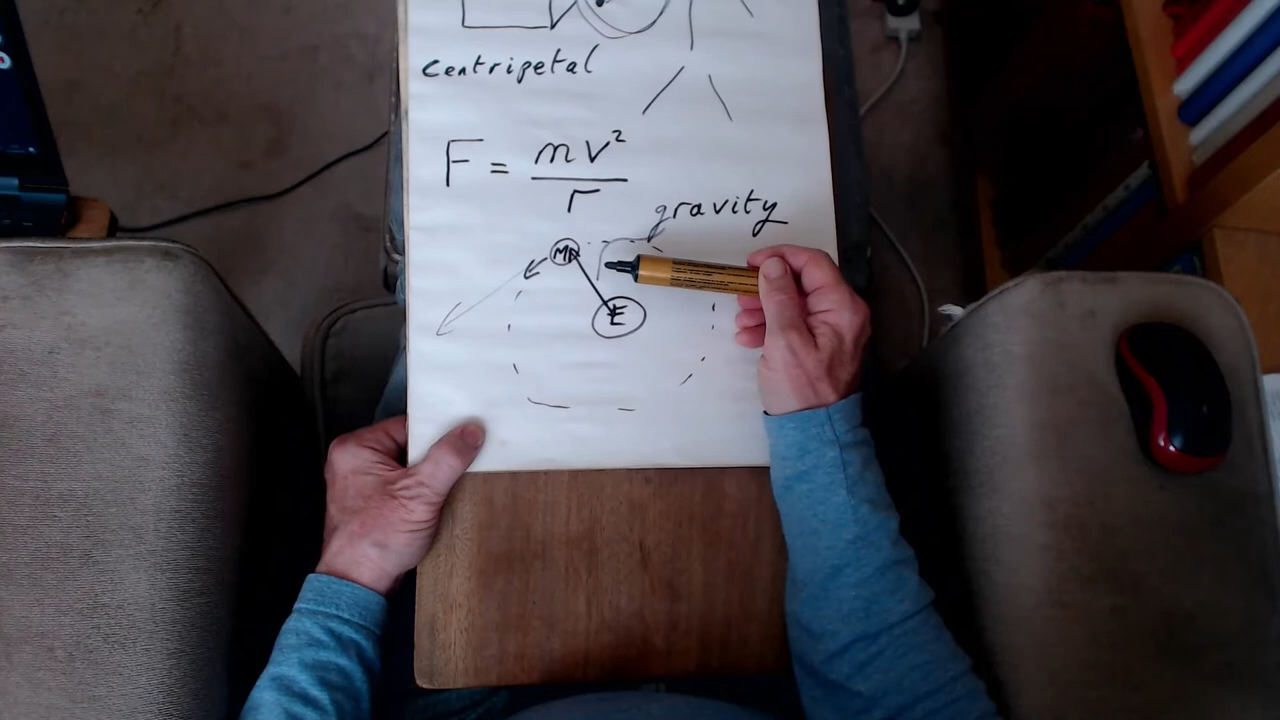 centripetal
F = mv²
r
gravity
M
E